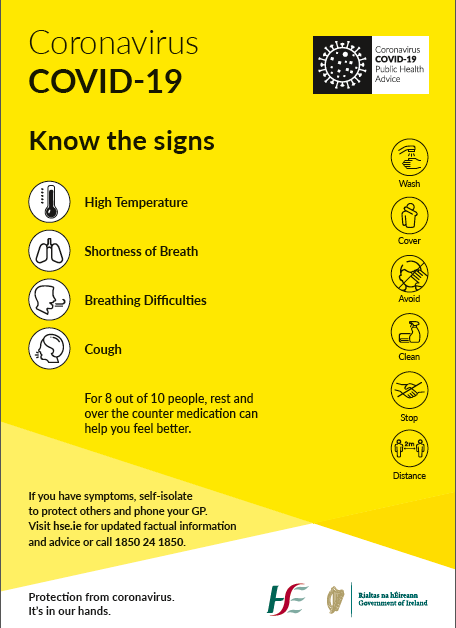 Coronavirus
COVID-19
Coronavirus
COVID-19
Public Health
Advice
Know the signs
High Temperature
Shortness of Breath
Breathing Difficulties
Cough
For 8 out of 10 people, rest and
over the counter medication can
help you feel better.
Wash
Cover
Avoid
Clean
Stop
2m
Distance
If you have symptoms, self-isolate
to protect others and phone your GP.
Visit hse.ie for updated factual information
and advice or call 1850 24 1850.
Protection from coronavirus.
It's in our hands.
HSE
Rialtas na hÉireann
Government of Ireland